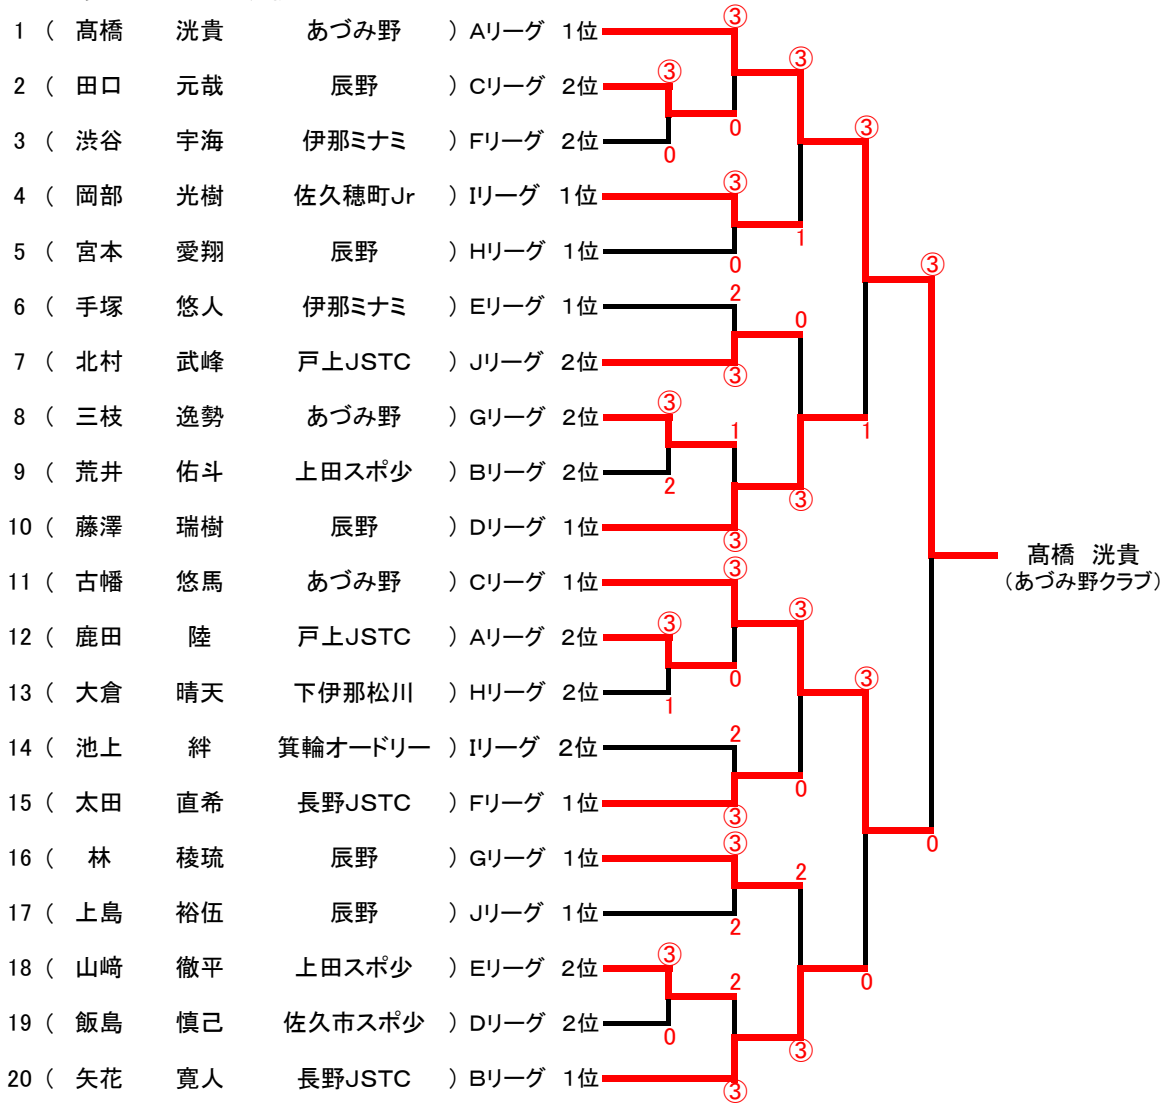 1 ( 髙橋 洸貴 あづみ野 ) Aリーグ 1位
2 ( 田口 元哉 辰野 ) Cリーグ 2位
3 ( 渋谷 宇海 伊那ミナミ ) Fリーグ 2位
4 ( 岡部 光樹 佐久穂町Jr ) Iリーグ 1位
5 ( 宮本 愛翔 辰野 ) Hリーグ 1位
6 ( 手塚 悠人 伊那ミナミ ) Eリーグ 1位
7 ( 北村 武峰 戸上JSTC ) Jリーグ 2位
8 ( 三枝 逸勢 あづみ野 ) Gリーグ 2位
9 ( 荒井 佑斗 上田スポ少 ) Bリーグ 2位
10 ( 藤澤 瑞樹 辰野 ) Dリーグ 1位
11 ( 古幡 悠馬 あづみ野 ) Cリーグ 1位
12 ( 鹿田 陸 戸上JSTC ) Aリーグ 2位
13 ( 大倉 晴天 下伊那松川 ) Hリーグ 2位
14 ( 池上 絆 箕輪オードリー ) Iリーグ 2位
15 ( 太田 直希 長野JSTC ) Fリーグ 1位
16 ( 林 稜琉 辰野 ) Gリーグ 1位
17 ( 上島 裕伍 辰野 ) Jリーグ 1位
18 ( 山﨑 徹平 上田スポ少 ) Eリーグ 2位
19 ( 飯島 慎己 佐久市スポ少 ) Dリーグ 2位
20 ( 矢花 寛人 長野JSTC ) Bリーグ 1位
③
0
③
0
③
2
③
1
③
0
③
2
③
1
③
0
2
③
③
2
2
③
③
1
0
③
③
0
2
③
③
1
③
0
③
0
髙橋 洸貴
(あづみ野クラブ)